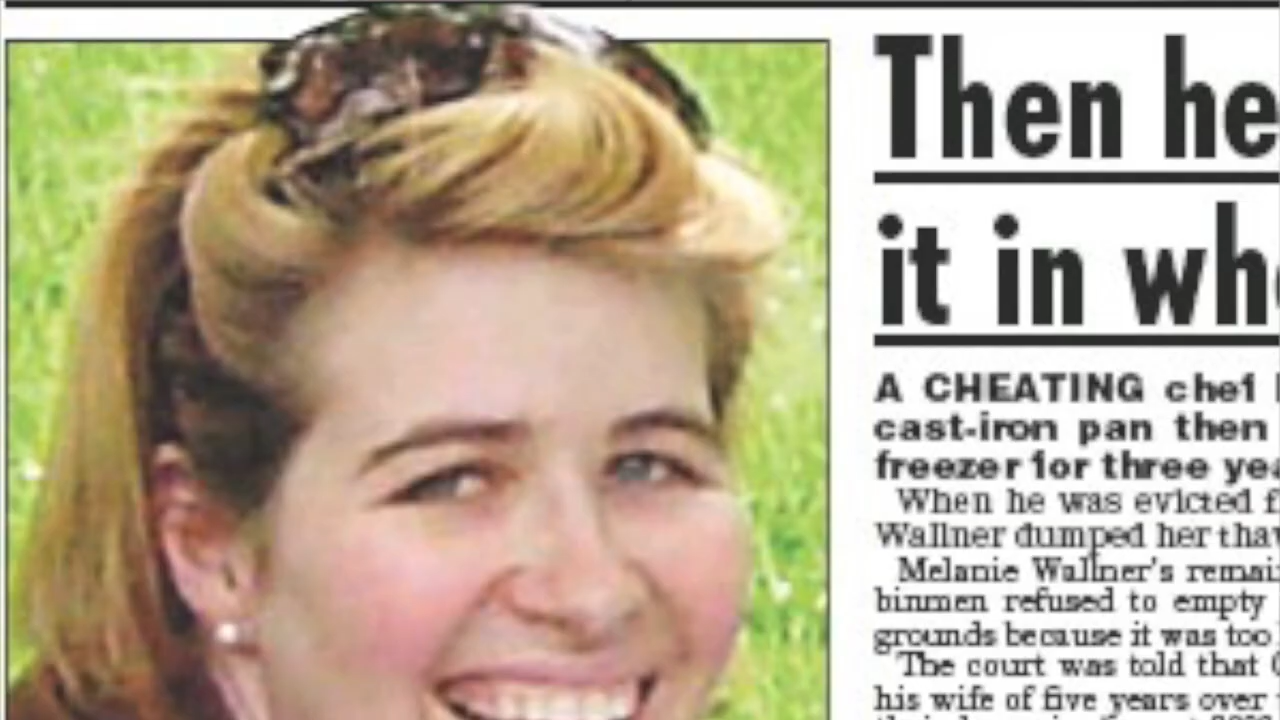 Then he
it in who
A CHEATING chef
cast-iron pan then
freezer for three yea
When he was evicted f
Wallner dumped her thaw
Melanie Wallner's remai
binmen refused to empty
grounds because it was too
The court was told that
his wife of five years over